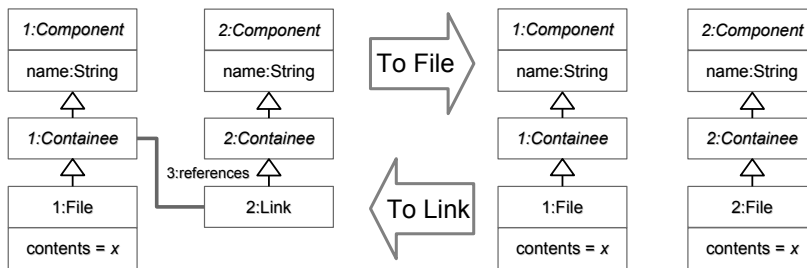 1:Component
name:String
1:Containee
1:File
contents = x
2:Component
name:String
2:Containee
3:references
2:Link
To File
To Link
1:Component
name:String
1:Containee
1:File
contents = x
2:Component
name:String
2:Containee
2:File
contents = x